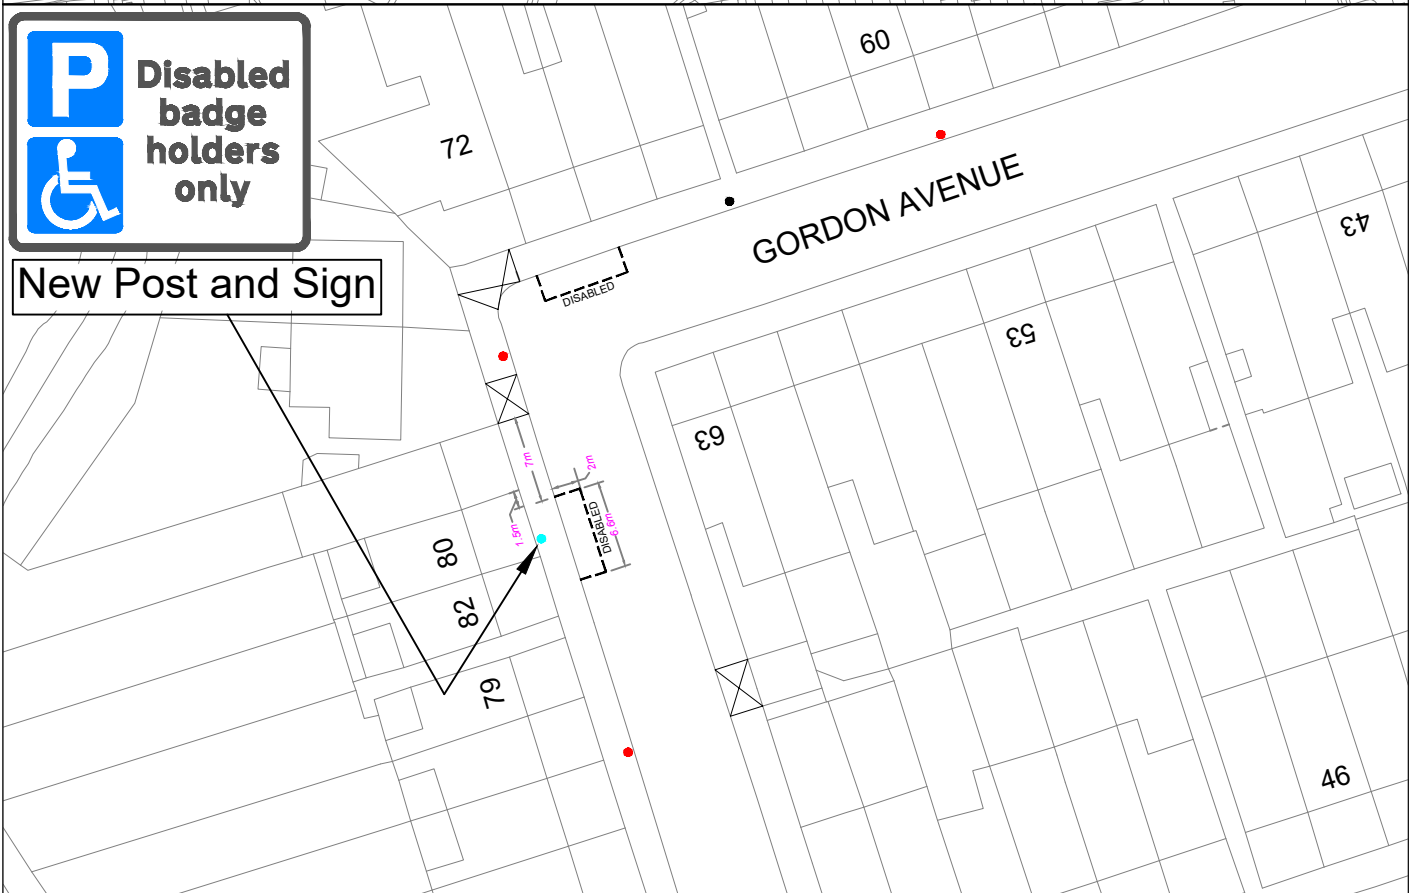 P
Disabled
badge
holders
only
New Post and Sign
60
72
GORDON AVENUE
43
DISABLED
53
63
7m
2m
DISABLED
6.6m
1.5m
80
82
79
46